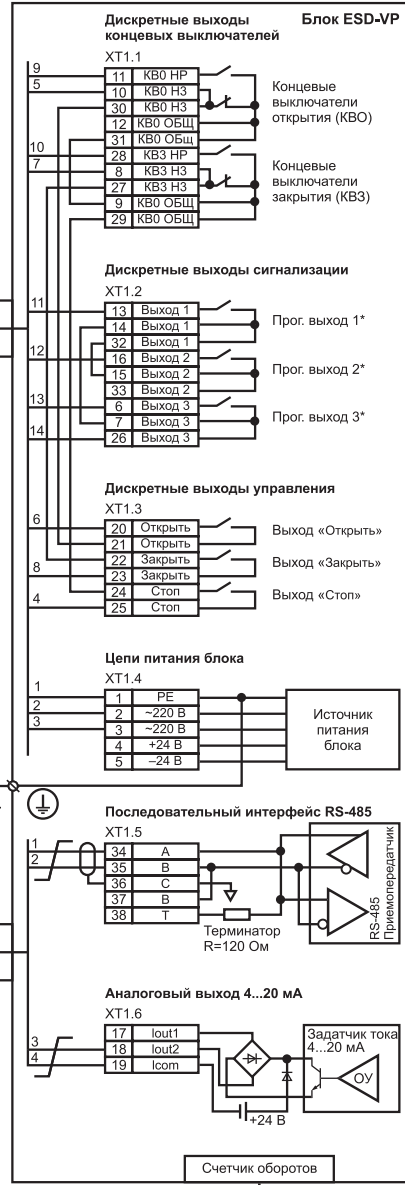 Блок ESD-VP
Дискретные выходы
концевых выключателей
XT1.1
9 11 КВ0 НР
5 10 КВ0 НЗ
30 КВ0 НЗ
12 КВ0 ОБЩ
31 КВ0 ОБщ
10 28 КВЗ НР
7 8 КВЗ НЗ
27 КВЗ НЗ
9 КВ0 ОБЩ
29 КВ0 ОБЩ
Концевые
выключатели
открытия (КВО)
Концевые
выключатели
закрытия (КВЗ)
Дискретные выходы сигнализации
XT1.2
11 13 Выход 1
14 Выход 1
32 Выход 1
12 16 Выход 2
15 Выход 2
33 Выход 2
13 6 Выход 3
7 Выход 3
14 26 Выход 3
Прог. выход 1*
Прог. выход 2*
Прог. выход 3*
Дискретные выходы управления
XT1.3
6 20 Открыть
21 Открыть
22 Закрыть
8 23 Закрыть
24 Стоп
4 25 Стоп
Выход «Открыть»
Выход «Закрыть»
Выход «Стоп»
Цепи питания блока
XT1.4
1 1 PE
2 2 ~220 В
3 3 ~220 В
4 +24 В
5 –24 В
Источник
питания
блока
Последовательный интерфейс RS-485
XT1.5
1 34 A
2 35 B
36 C
37 B
38 T
Терминатор
R=120 Ом
RS-485
Приемопередатчик
Аналоговый выход 4...20 мА
XT1.6
17 Iout1
3 18 Iout2
4 19 Icom
+24 В
Задатчик тока
4...20 мА
ОУ
Счетчик оборотов